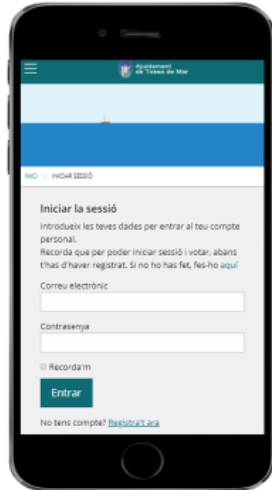 Ajuntament
de Tossa de Mar
INICI / INICIAR SESSIÓ
Iniciar la sessió
Introdueix les teves dades per entrar al teu compte
personal.
Recorda que per poder iniciar sessió i votar, abans
t'has d'haver registrat. Si no ho has fet, fes-ho aquí
Correu electrònic
Contrasenya
Recorda'm
Entrar
No tens compte? Registra't ara